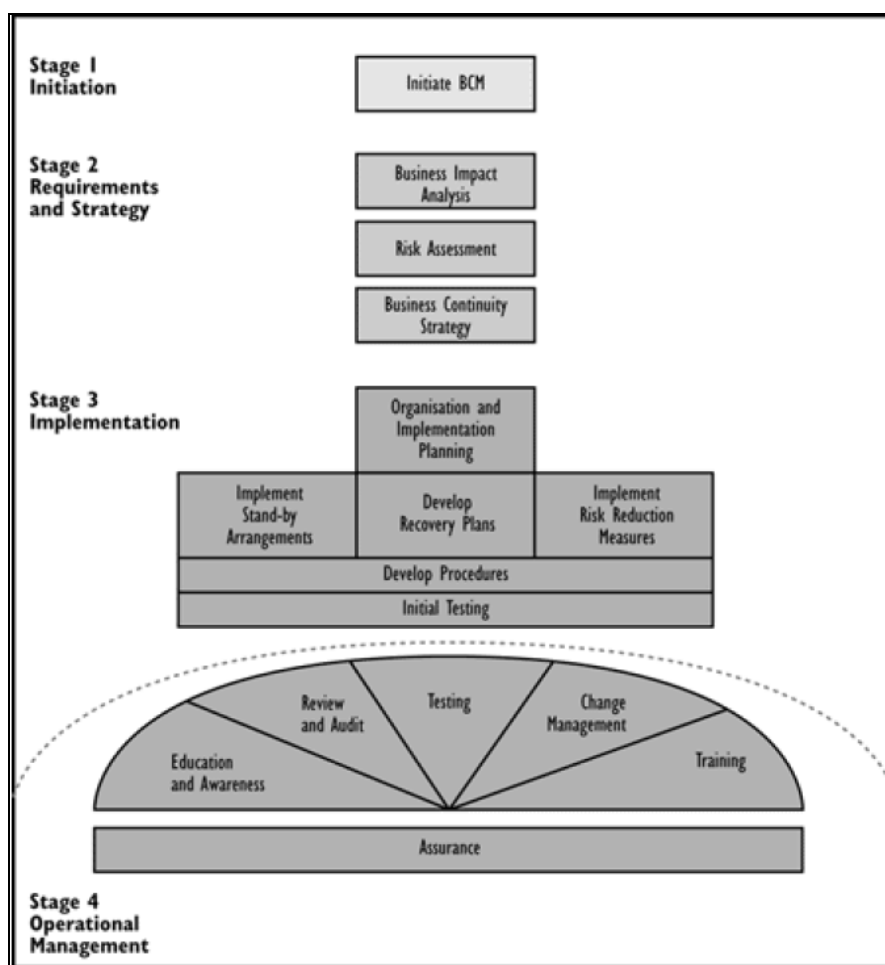 Stage 1
Initiation
Initiate BCM
Stage 2
Requirements
and Strategy
Business Impact
Analysis
Risk Assessment
Business Continuity
Strategy
Stage 3
Implementation
Organisation and
Implementation
Planning
Implement
Stand-by
Arrangements
Develop
Recovery Plans
Implement
Risk Reduction
Measures
Develop Procedures
Initial Testing
Education
and Awareness
Review
and Audit
Testing
Change
Management
Training
Assurance
Stage 4
Operational
Management